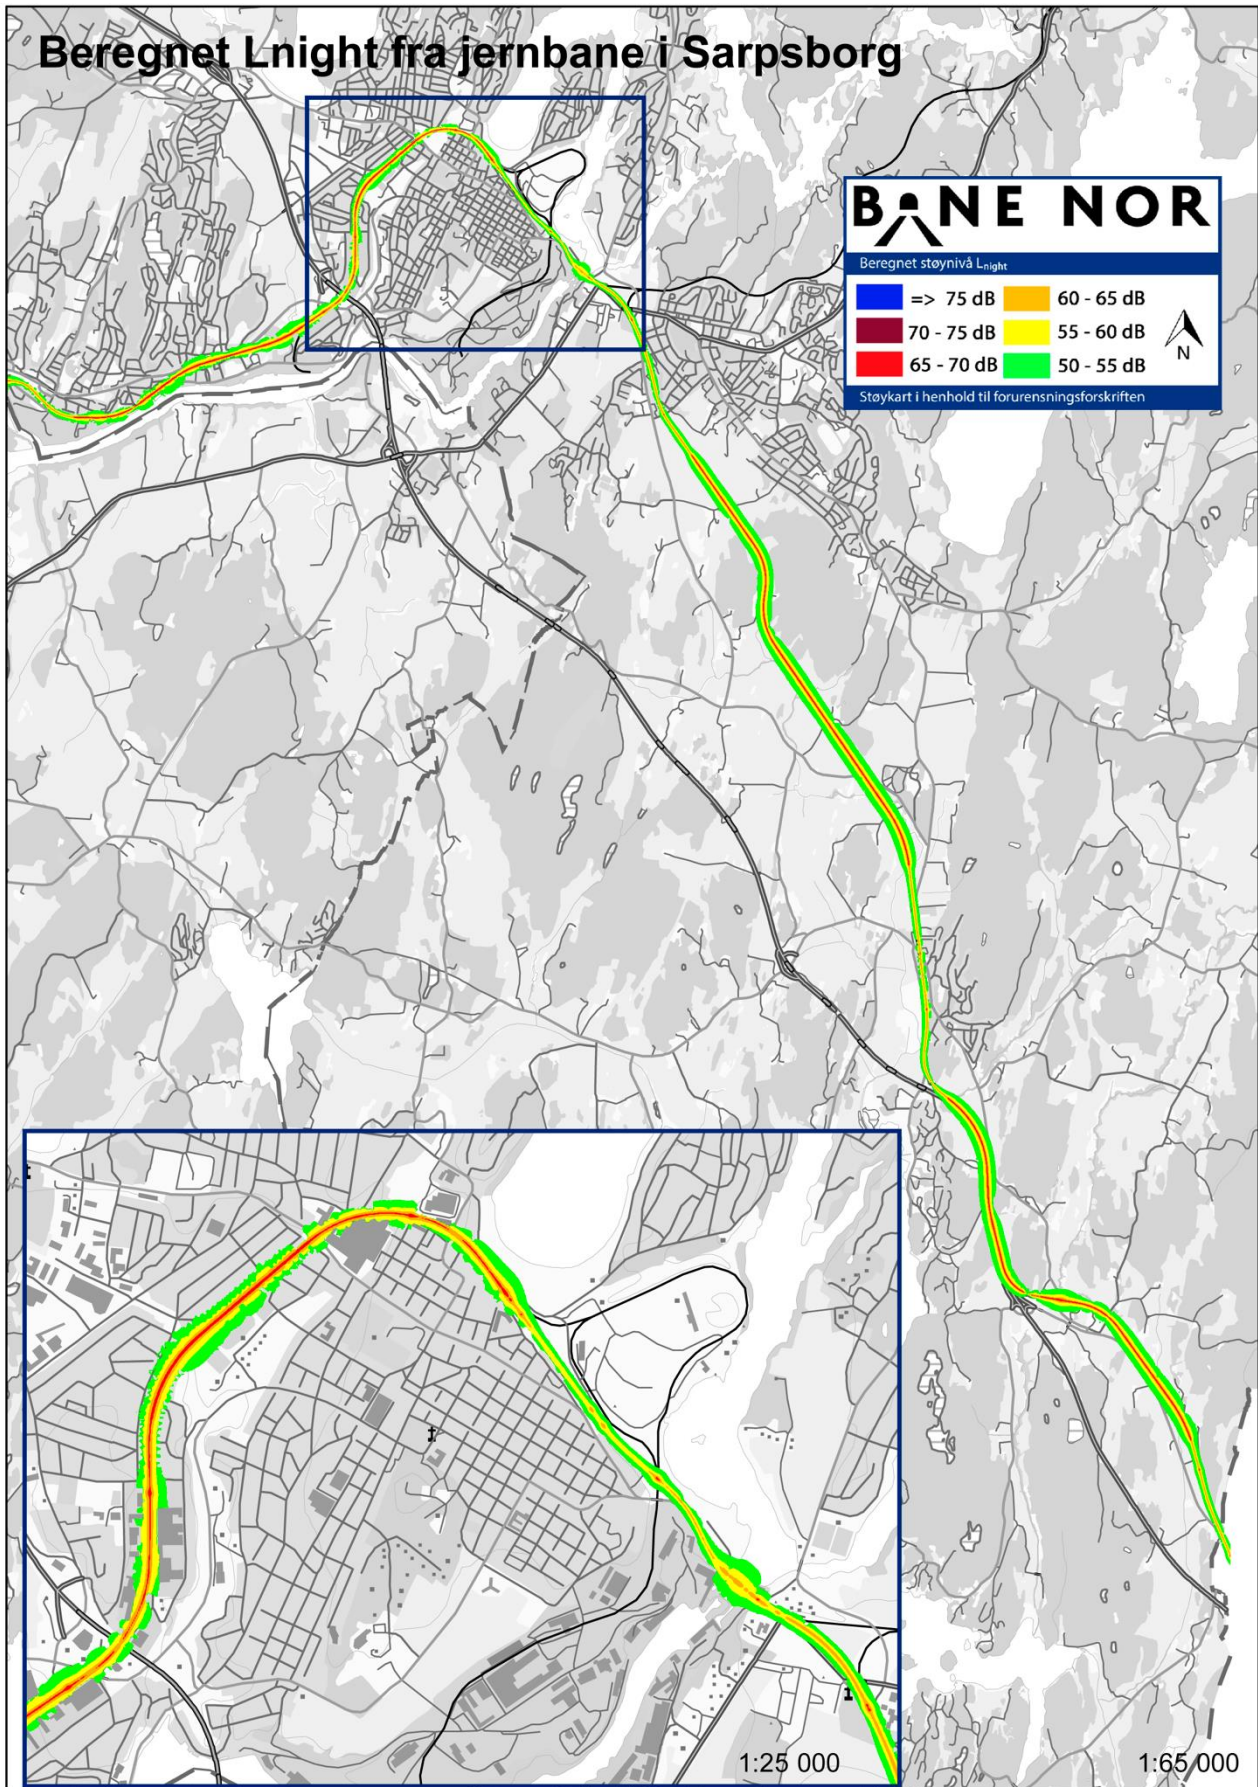 Beregnet Lnight fra jernbane i Sarpsborg
BANE NOR
Beregnet støynivå Lnight
=> 75 dB
60 - 65 dB
70 - 75 dB
55 - 60 dB
65 - 70 dB
50 - 55 dB
N
Støykart i henhold til forurensningsforskriften
1:25 000
1:65 000